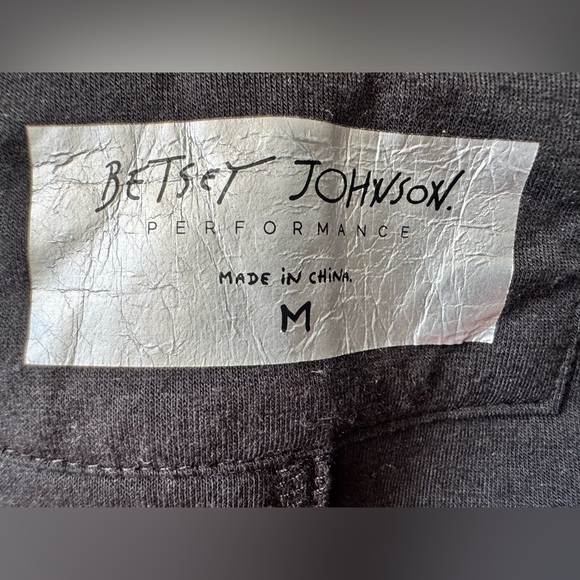 BETSEY JOHNSON.
PERFORMANCE
MADE IN CHINA.
M